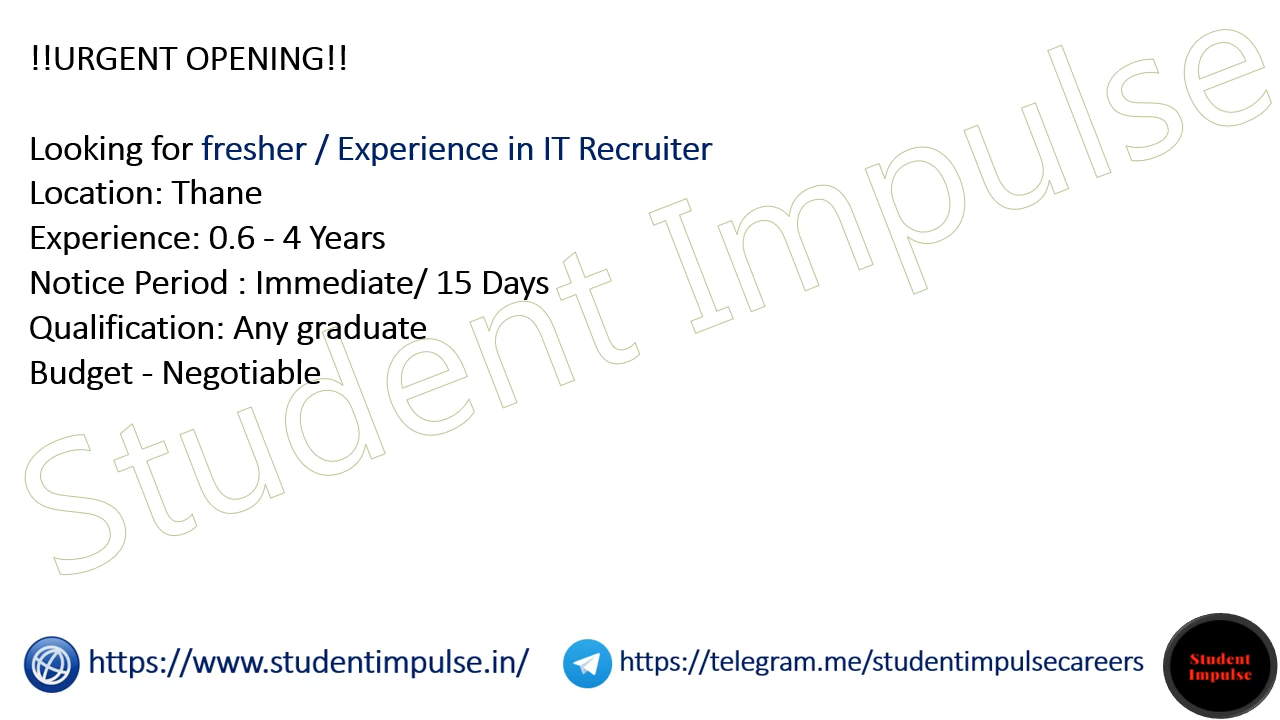 !!URGENT OPENING!!
Looking for fresher / Experience in IT Recruiter
Location: Thane
Experience: 0.6 - 4 Years
Notice Period : Immediate/ 15 Days
Qualification: Any graduate
Budget - Negotiable
Student Impulse
https://www.studentimpulse.in/
https://telegram.me/studentimpulsecareers
Student
Impulse